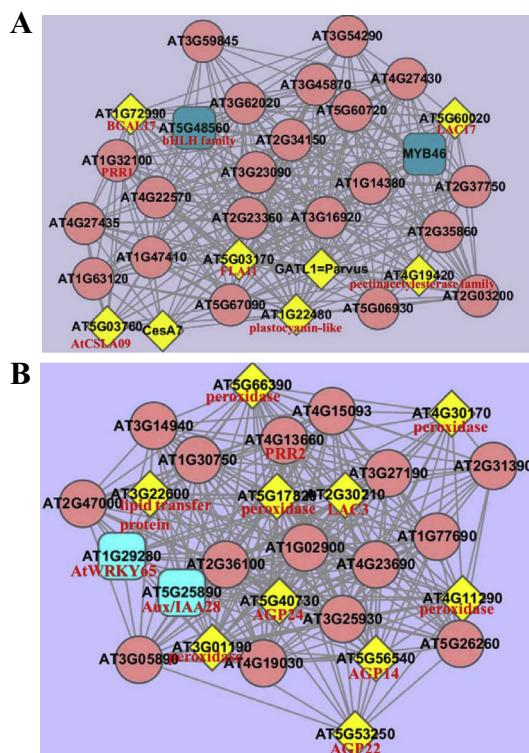 A
AT3G59845
AT3G54290
AT4G27430
AT3G45870
AT3G62020
AT5G60720
AT1G72990
BGAL17
AT5G48560
bHLH family
AT5G60020
LAC17
AT2G34150
MYB46
AT1G32100
PRR1
AT3G23090
AT1G14380
AT2G37750
AT4G22570
AT2G23360
AT3G16920
AT4G27435
AT2G35860
AT1G47410
AT5G03170
FLA11
GATL1=Parvus
AT4G19420
pectinacetylesterase family
AT1G63120
AT2G03200
AT5G67090
AT1G22480
plastocyanin-like
AT5G06930
AT5G03760
AtCSLA09
CesA7
B
AT5G66390
peroxidase
AT4G15093
AT4G30170
peroxidase
AT3G14940
AT4G13660
PRR2
AT1G30750
AT3G27190
AT2G31390
AT2G47000
AT3G22600
lipid transfer
protein
AT5G17820
peroxidase
AT2G30210
LAC3
AT1G29280
AtWRKY65
AT1G02900
AT1G77690
AT2G36100
AT4G23690
AT5G25890
Aux/IAA28
AT5G40730
AGP24
AT4G11290
peroxidase
AT3G25930
AT3G01190
peroxidase
AT5G26260
AT3G05890
AT4G19030
AT5G56540
AGP14
AT5G53250
AGP22